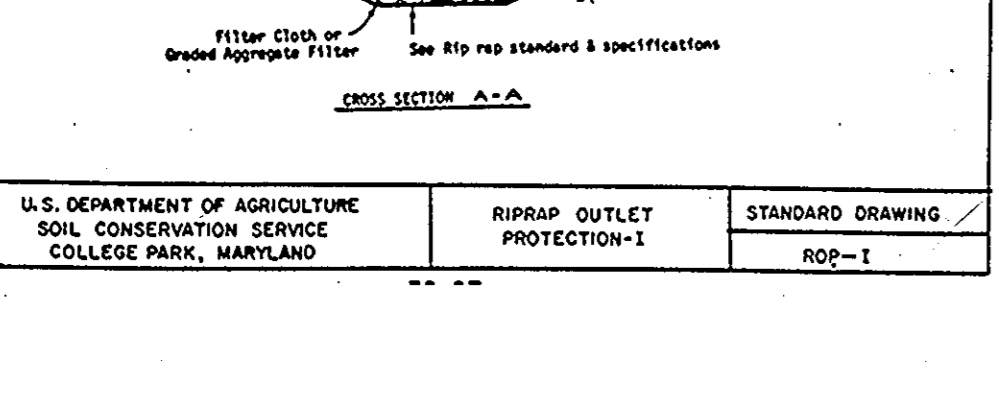 Filter Cloth or
Graded Aggregate Filter
See Rip rap standard & specifications
CROSS SECTION A-A
U.S. DEPARTMENT OF AGRICULTURE
SOIL CONSERVATION SERVICE
COLLEGE PARK, MARYLAND
RIPRAP OUTLET
PROTECTION-I
STANDARD DRAWING
ROP-I